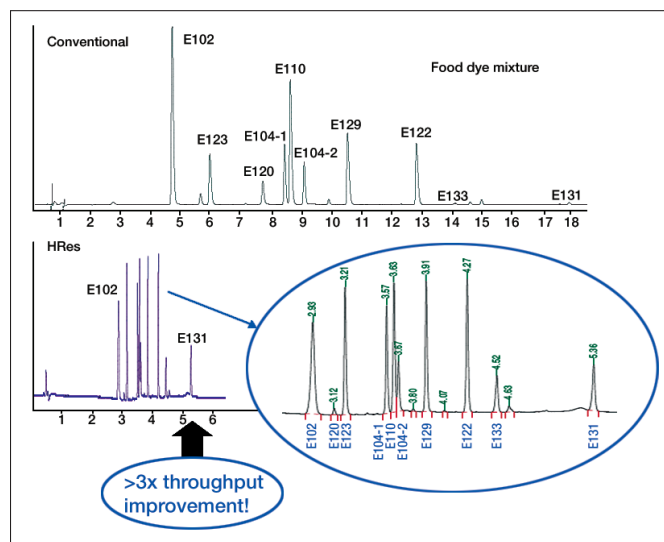 Conventional
E102
E110
Food dye mixture
E123
E104-1
E129
E122
E104-2
E120
E133
E131
1 2 3 4 5 6 7 8 9 10 11 12 13 14 15 16 17 18
HRes
E102
E131
1 2 3 4 5 6
2.93
3.12
3.21
3.57
3.63
3.67
3.80
3.91
4.07
4.27
4.52
4.63
5.36
E102
E120
E123
E104-1
E110
E104-2
E129
E122
E133
E131
>3x throughput
improvement!